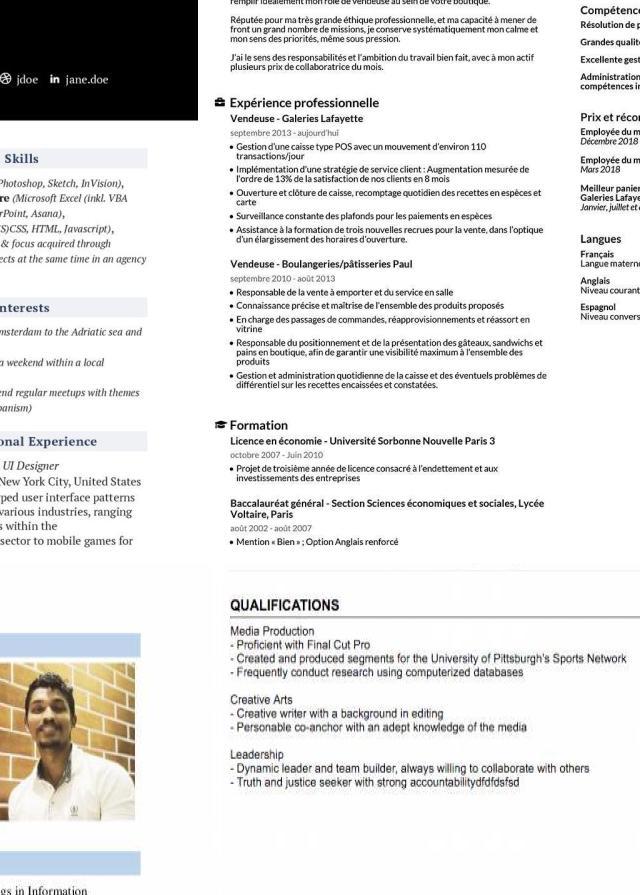 jdoe in jane.doe
Skills
Photoshop, Sketch, InVision),
re (Microsoft Excel (inkl. VBA
rPoint, Asana),
S)CSS, HTML, Javascript),
& focus acquired through
ects at the same time in an agency
nterests
msterdam to the Adriatic sea and
a weekend within a local
end regular meetups with themes
banism)
onal Experience
UI Designer
New York City, United States
ped user interface patterns
various industries, ranging
s within the
sector to mobile games for
gs in Information
remplir idéalement mon rôle de vendeuse au sein de votre boutique.
Réputée pour ma très grande éthique professionnelle, et ma capacité à mener de
front un grand nombre de missions, je conserve systématiquement mon calme et
mon sens des priorités, même sous pression.
J'ai le sens des responsabilités et l'ambition du travail bien fait, avec à mon actif
plusieurs prix de collaboratrice du mois.
Expérience professionnelle
Vendeuse - Galeries Lafayette
septembre 2013 - aujourd'hui
• Gestion d'une caisse type POS avec un mouvement d'environ 110
transactions/jour
• Implémentation d'une stratégie de service client : Augmentation mesurée de
l'ordre de 13% de la satisfaction de nos clients en 8 mois
• Ouverture et clôture de caisse, recomptage quotidien des recettes en espèces et
carte
• Surveillance constante des plafonds pour les paiements en espèces
• Assistance à la formation de trois nouvelles recrues pour la vente, dans l'optique
d'un élargissement des horaires d'ouverture.
Vendeuse - Boulangeries/pâtisseries Paul
septembre 2010 - août 2013
• Responsable de la vente à emporter et du service en salle
• Connaissance précise et maîtrise de l'ensemble des produits proposés
• En charge des passages de commandes, réapprovisionnements et réassort en
vitrine
• Responsable du positionnement et de la présentation des gâteaux, sandwichs et
pains en boutique, afin de garantir une visibilité maximum à l'ensemble des
produits
• Gestion et administration quotidienne de la caisse et des éventuels problèmes de
différentiel sur les recettes encaissées et constatées.
Formation
Licence en économie - Université Sorbonne Nouvelle Paris 3
octobre 2007 - Juin 2010
• Projet de troisième année de licence consacré à l'endettement et aux
investissements des entreprises
Baccalauréat général - Section Sciences économiques et sociales, Lycée
Voltaire, Paris
août 2002 - août 2007
• Mention « Bien » ; Option Anglais renforcé
Compétence
Résolution de p
Grandes qualité
Excellente gest
Administration
compétences in
Prix et récor
Employée du m
Décembre 2018
Employée du m
Mars 2018
Meilleur panier
Galeries Lafaye
Janvier, juillet et
Langues
Français
Langue materne
Anglais
Niveau courant
Espagnol
Niveau convers
QUALIFICATIONS
Media Production
- Proficient with Final Cut Pro
- Created and produced segments for the University of Pittsburgh's Sports Network
- Frequently conduct research using computerized databases
Creative Arts
- Creative writer with a background in editing
- Personable co-anchor with an adept knowledge of the media
Leadership
- Dynamic leader and team builder, always willing to collaborate with others
- Truth and justice seeker with strong accountabilitydfdfdsfsd